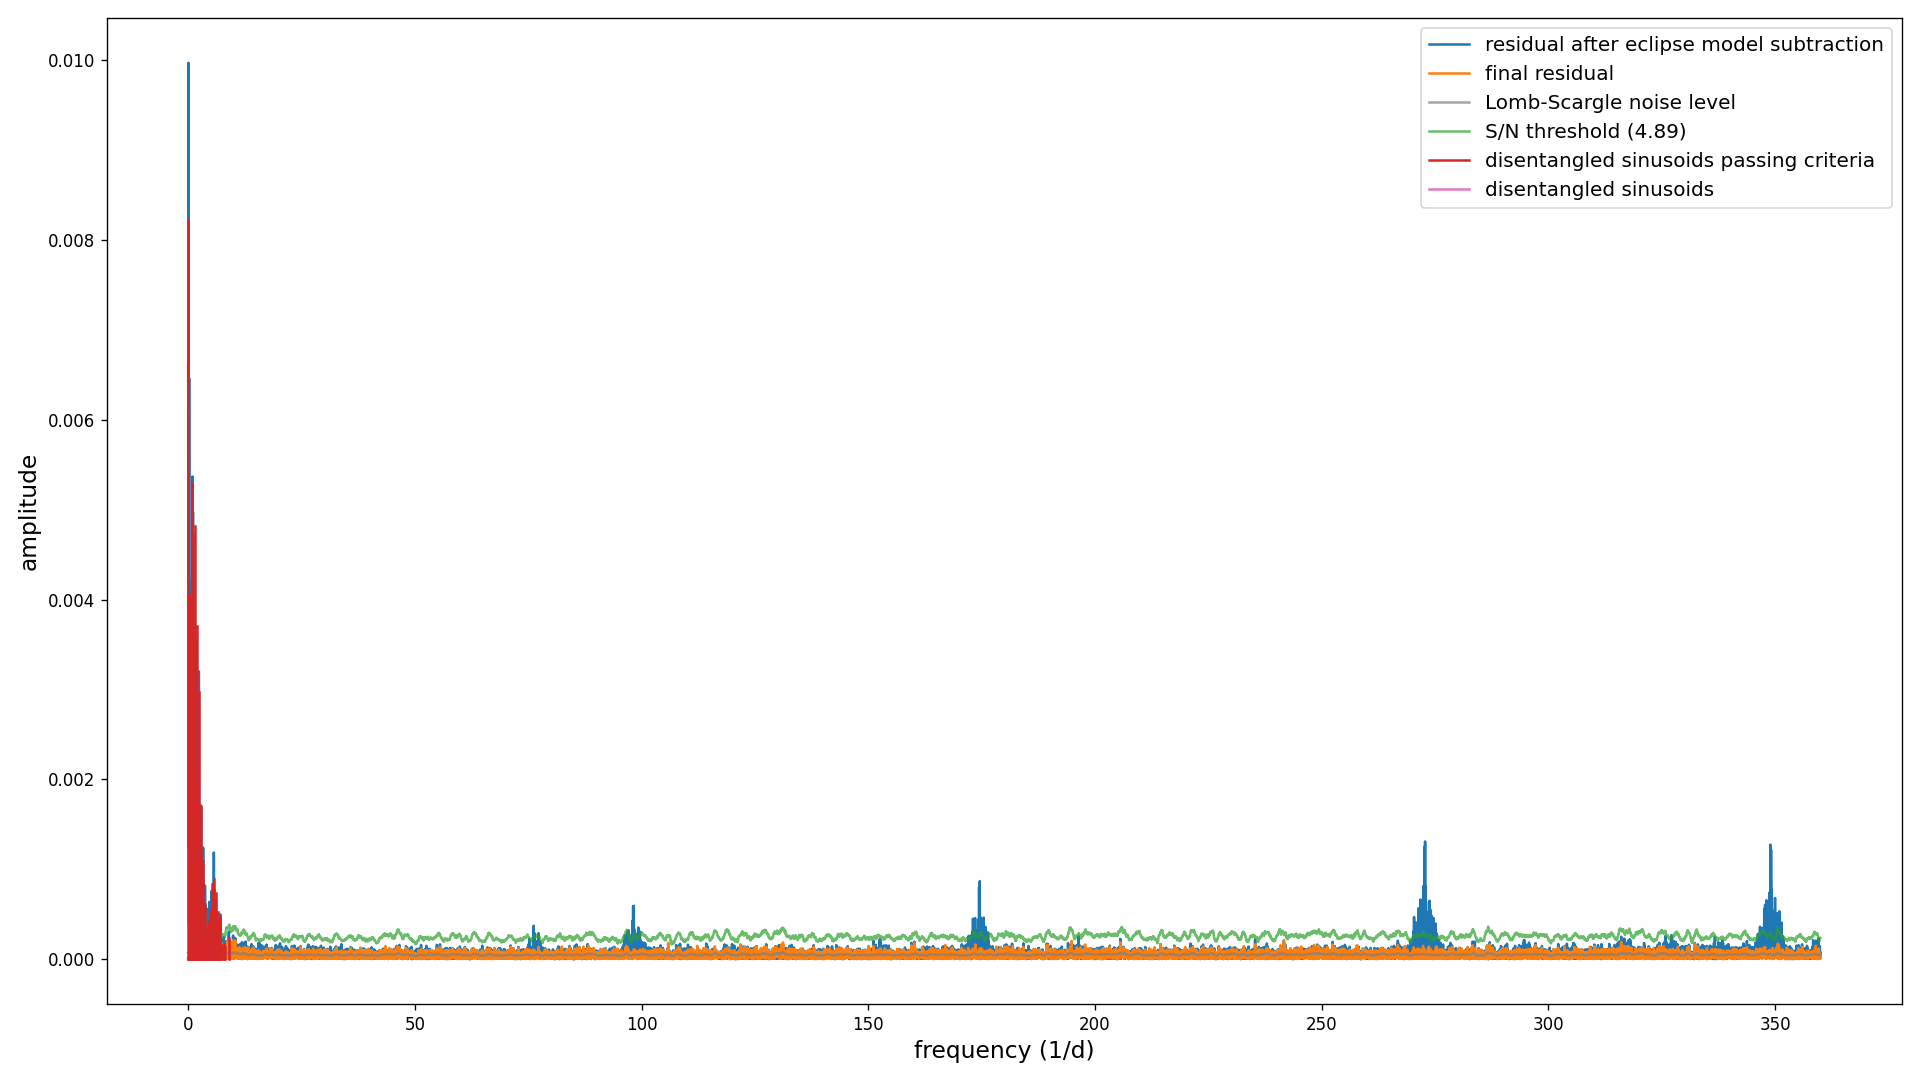 residual after eclipse model subtraction
final residual
Lomb-Scargle noise level
S/N threshold (4.89)
disentangled sinusoids passing criteria
disentangled sinusoids
0.010
0.008
0.006
0.004
0.002
0.000
amplitude
0 50 100 150 200 250 300 350
frequency (1/d)